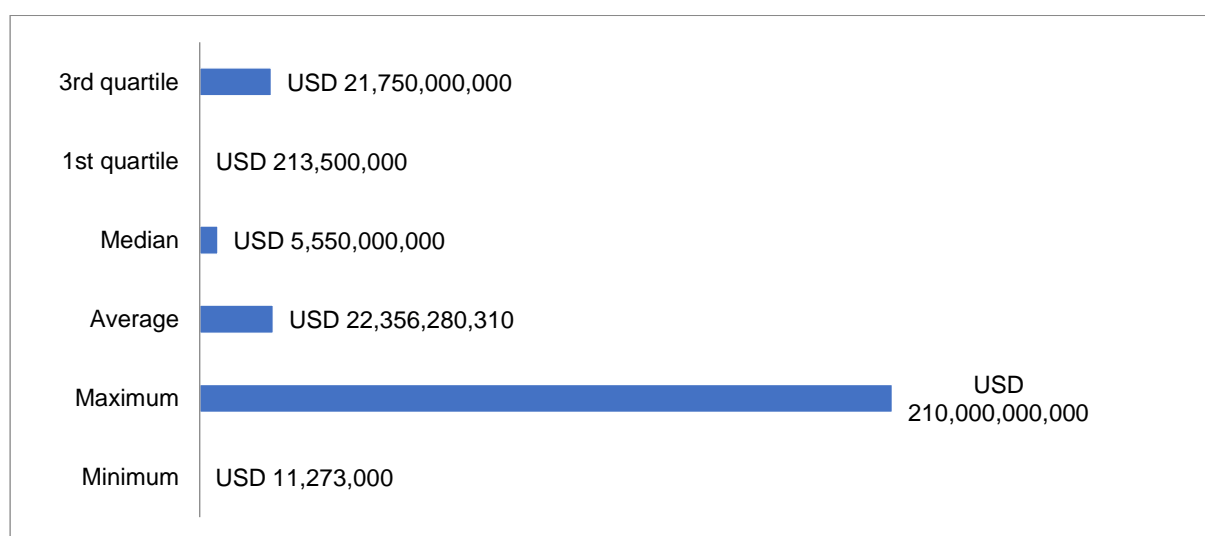 3rd quartile USD 21,750,000,000
1st quartile USD 213,500,000
Median USD 5,550,000,000
Average USD 22,356,280,310
Maximum USD
210,000,000,000
Minimum USD 11,273,000